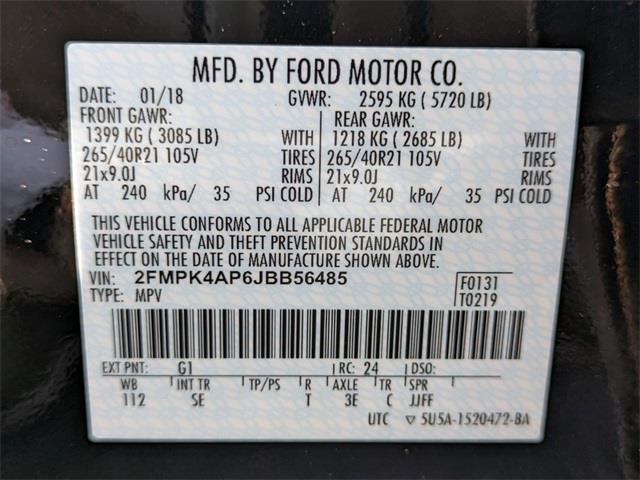 MFD. BY FORD MOTOR CO.
DATE: 01/18 GVWR: 2595 KG ( 5720 LB)
FRONT GAWR: REAR GAWR:
1399 KG ( 3085 LB) WITH 1218 KG ( 2685 LB) WITH
265/40R21 105V TIRES 265/40R21 105V TIRES
21x9.0J RIMS 21x9.0J RIMS
AT 240 kPa/ 35 PSI COLD AT 240 kPa/ 35 PSI COLD
THIS VEHICLE CONFORMS TO ALL APPLICABLE FEDERAL MOTOR
VEHICLE SAFETY AND THEFT PREVENTION STANDARDS IN
EFFECT ON THE DATE OF MANUFACTURE SHOWN ABOVE.
VIN: 2FMPK4AP6JBB56485 F0131
TYPE: MPV T0219
EXT PNT: G1 RC: 24 DSO:
WB INT TR TP/PS R AXLE TR SPR
112 SE T 3E C JJFF
UTC ▽ 5U5A-1520472-BA